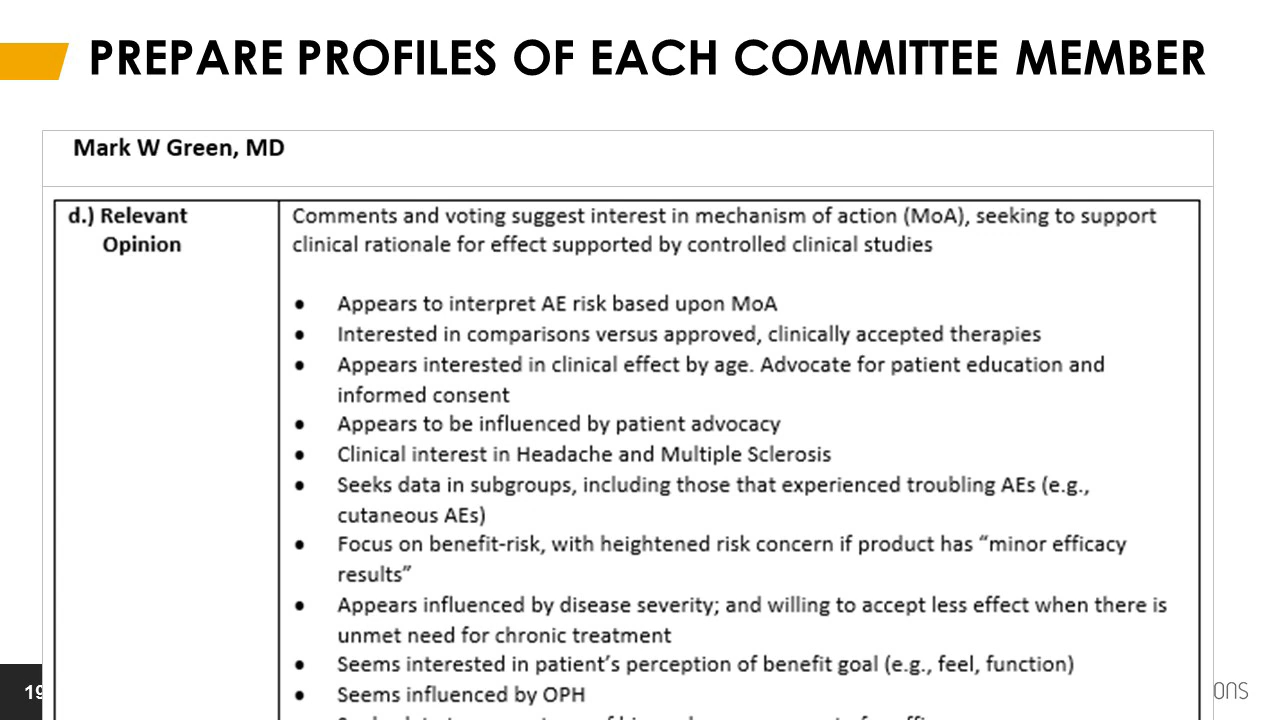 PREPARE PROFILES OF EACH COMMITTEE MEMBER
Mark W Green, MD
d.) Relevant
Opinion
Comments and voting suggest interest in mechanism of action (MoA), seeking to support
clinical rationale for effect supported by controlled clinical studies
• Appears to interpret AE risk based upon MoA
• Interested in comparisons versus approved, clinically accepted therapies
• Appears interested in clinical effect by age. Advocate for patient education and
informed consent
• Appears to be influenced by patient advocacy
• Clinical interest in Headache and Multiple Sclerosis
• Seeks data in subgroups, including those that experienced troubling AEs (e.g.,
cutaneous AEs)
• Focus on benefit-risk, with heightened risk concern if product has “minor efficacy
results”
• Appears influenced by disease severity; and willing to accept less effect when there is
unmet need for chronic treatment
• Seems interested in patient’s perception of benefit goal (e.g., feel, function)
• Seems influenced by OPH
19
ONS